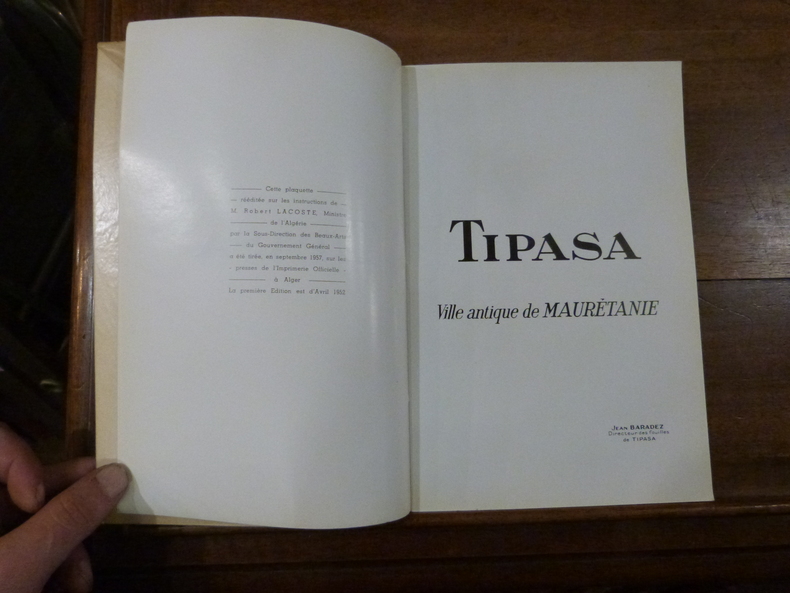 Cette plaquette
rééditée sur les instructions de
M. Robert LACOSTE, Ministre
de l'Algérie
par la Sous-Direction des Beaux-Arts
du Gouvernement Général
a été tirée, en septembre 1957, sur les
presses de l'Imprimerie Officielle
à Alger
La première Edition est d'Avril 1952
TIPASA
Ville antique de MAURÉTANIE
JEAN BARADEZ
Directeur des fouilles
de TIPASA